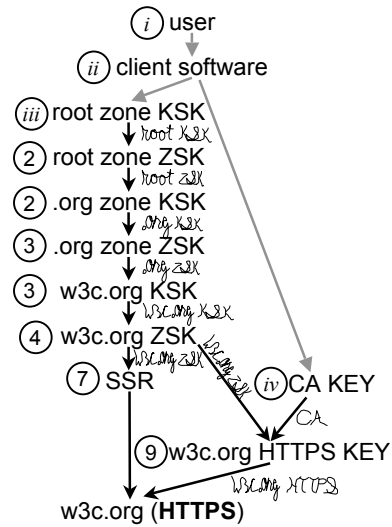 i user
ii client software
iii root zone KSK
root KSK
2 root zone ZSK
root ZSK
2 .org zone KSK
.org KSK
3 .org zone ZSK
.org ZSK
3 w3c.org KSK
w3c.org KSK
4 w3c.org ZSK
w3c.org ZSK
w3c.org ZSK
7 SSR
iv CA KEY
CA
9 w3c.org HTTPS KEY
w3c.org HTTPS
w3c.org (HTTPS)